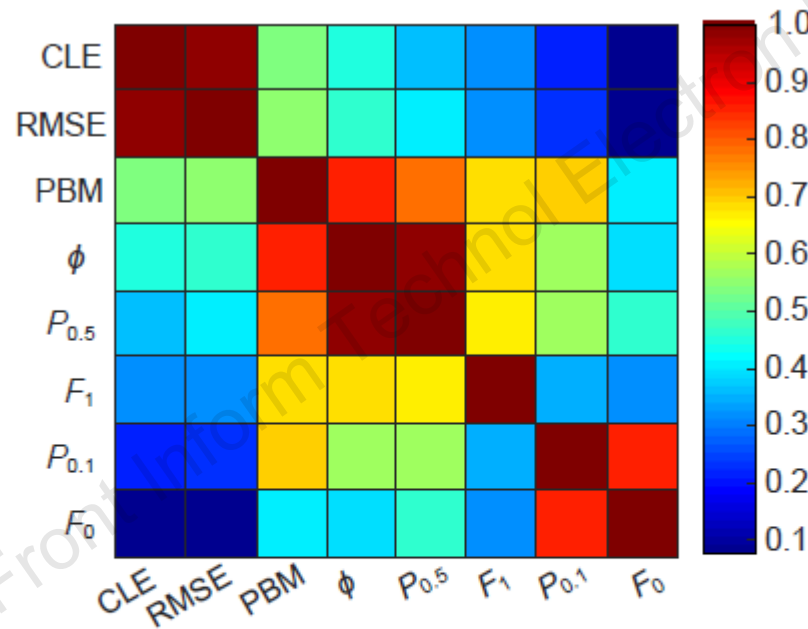 CLE
RMSE
PBM
ϕ
P0.5
F1
P0.1
F0
CLE RMSE PBM ϕ P0.5 F1 P0.1 F0
1.0
0.9
0.8
0.7
0.6
0.5
0.4
0.3
0.2
0.1
Front Inform Technol Electron